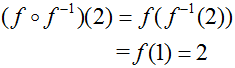 (f ∘ f⁻¹)(2) = f(f⁻¹(2))
= f(1) = 2